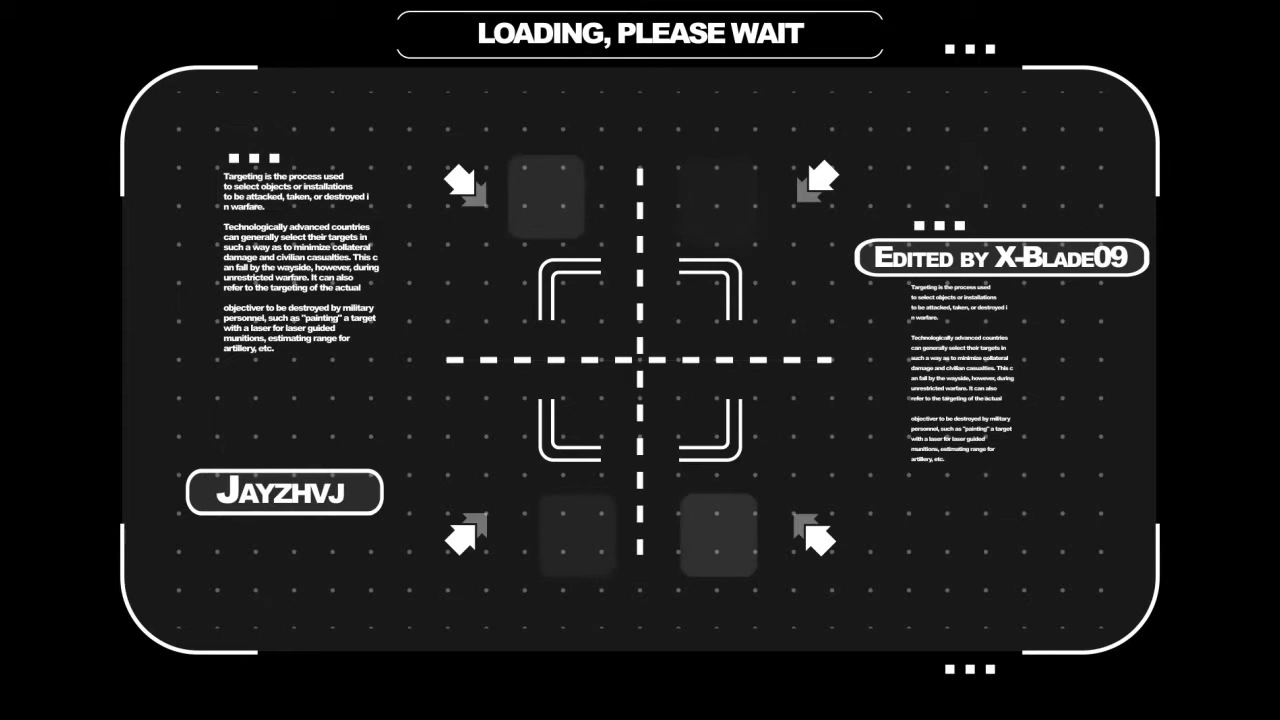 LOADING, PLEASE WAIT
Targeting is the process used
to select objects or installations
to be attacked, taken, or destroyed i
n warfare.
Technologically advanced countries
can generally select their targets in
such a way as to minimize collateral
damage and civilian casualties. This c
an fall by the wayside, however, during
unrestricted warfare. It can also
refer to the targeting of the actual
objectiver to be destroyed by military
personnel, such as "painting" a target
with a laser for laser guided
munitions, estimating range for
artillery, etc.
JAYZHVJ
EDITED BY X-BLADE09
Targeting is the process used
to select objects or installations
to be attacked, taken, or destroyed i
n warfare.
Technologically advanced countries
can generally select their targets in
such a way as to minimize collateral
damage and civilian casualties. This c
an fall by the wayside, however, during
unrestricted warfare. It can also
refer to the targeting of the actual
objectiver to be destroyed by military
personnel, such as "painting" a target
with a laser for laser guided
munitions, estimating range for
artillery, etc.